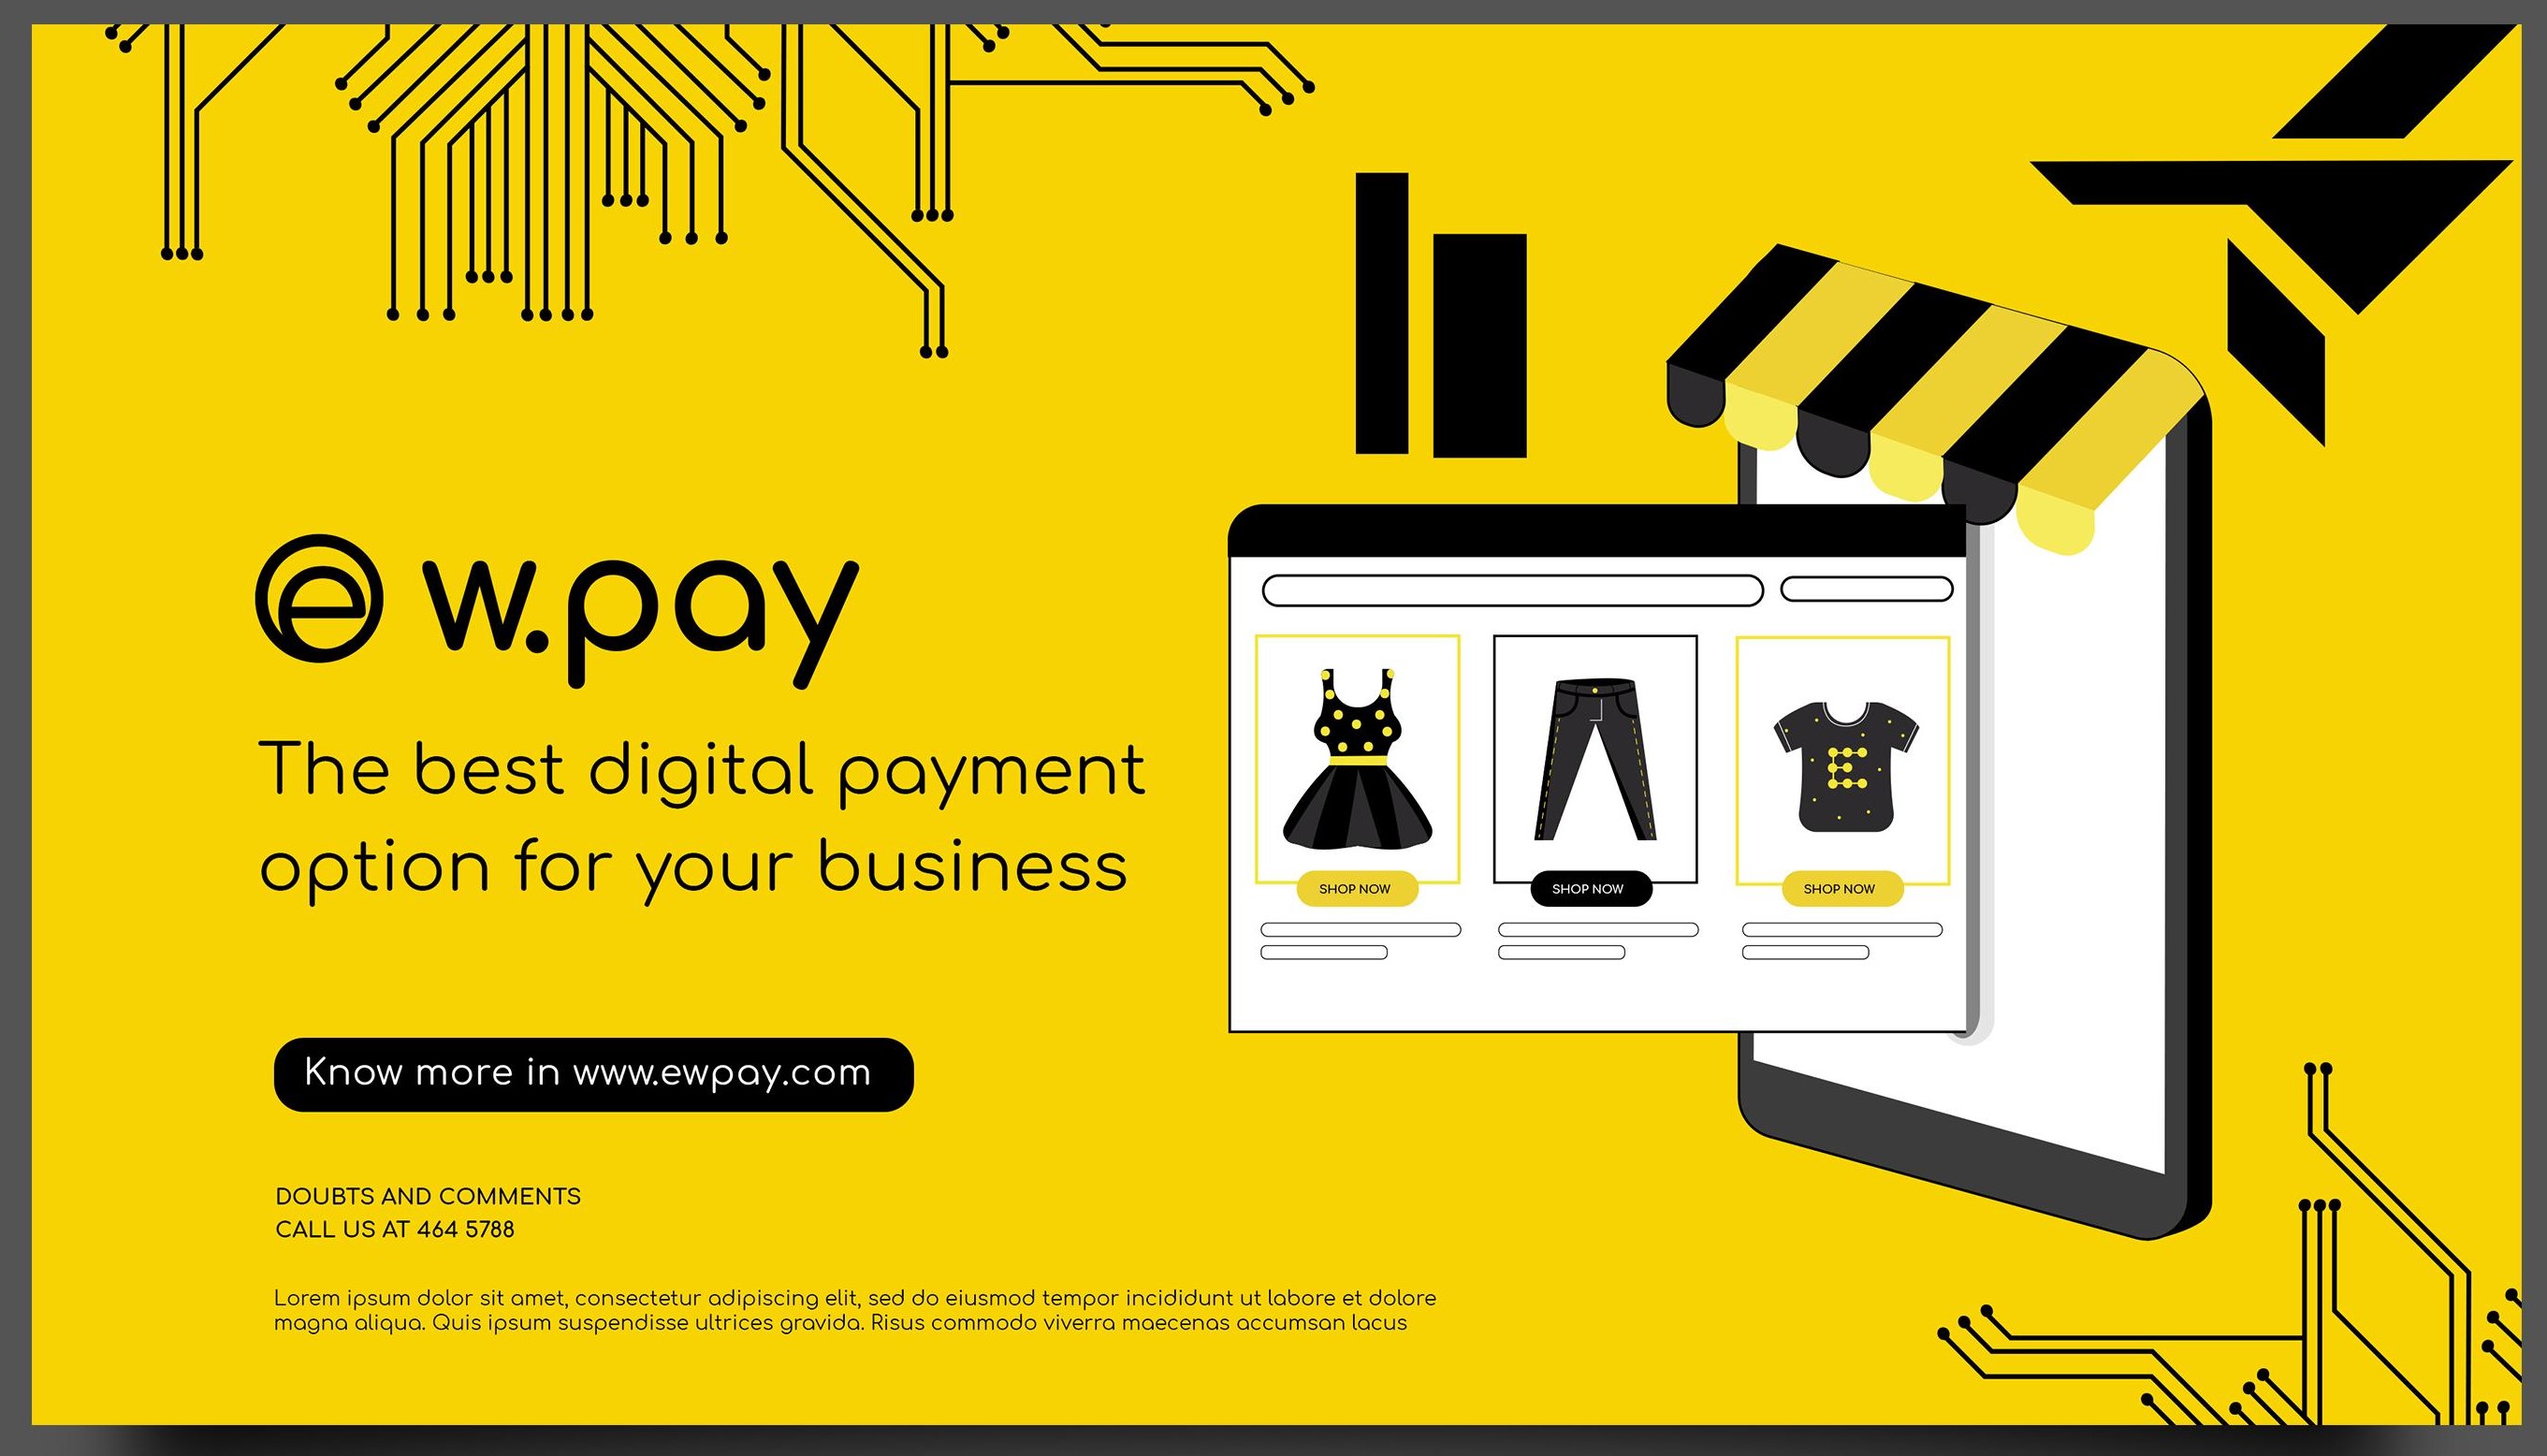 e w.pay
The best digital payment
option for your business
SHOP NOW
SHOP NOW
SHOP NOW
Know more in www.ewpay.com
DOUBTS AND COMMENTS
CALL US AT 464 5788
Lorem ipsum dolor sit amet, consectetur adipiscing elit, sed do eiusmod tempor incididunt ut labore et dolore
magna aliqua. Quis ipsum suspendisse ultrices gravida. Risus commodo viverra maecenas accumsan lacus